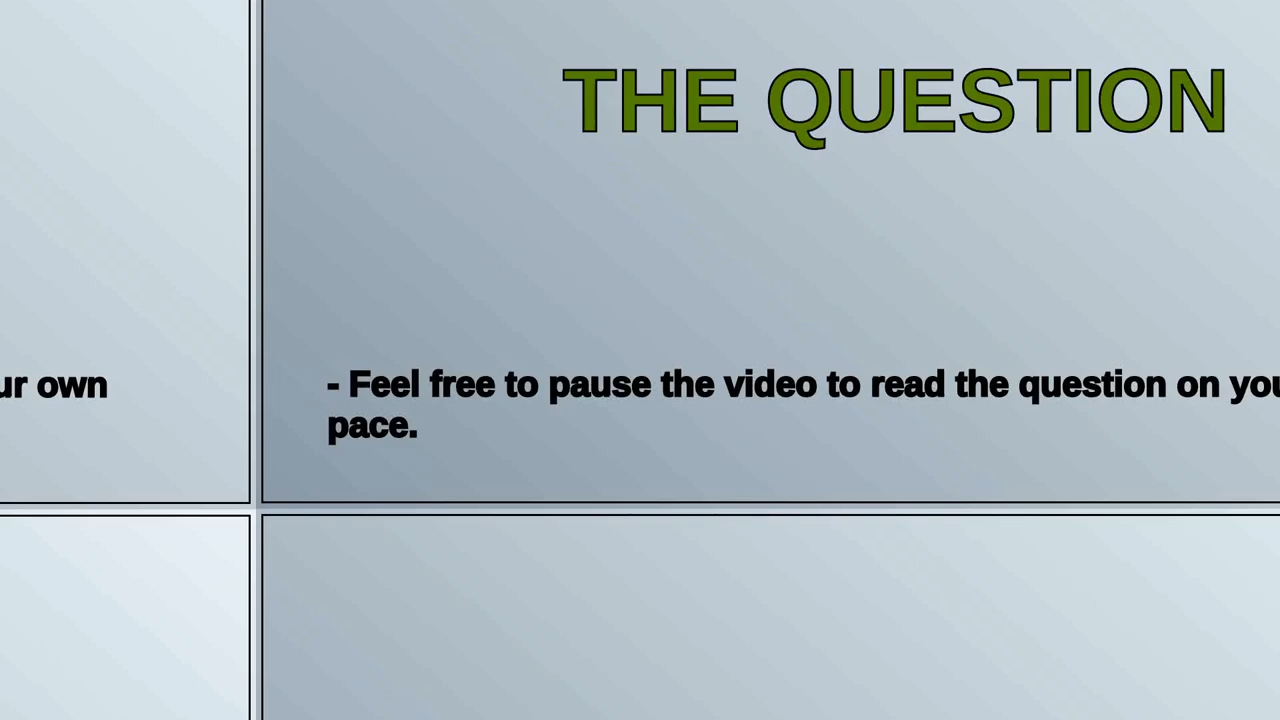 THE QUESTION
ur own
- Feel free to pause the video to read the question on you
pace.